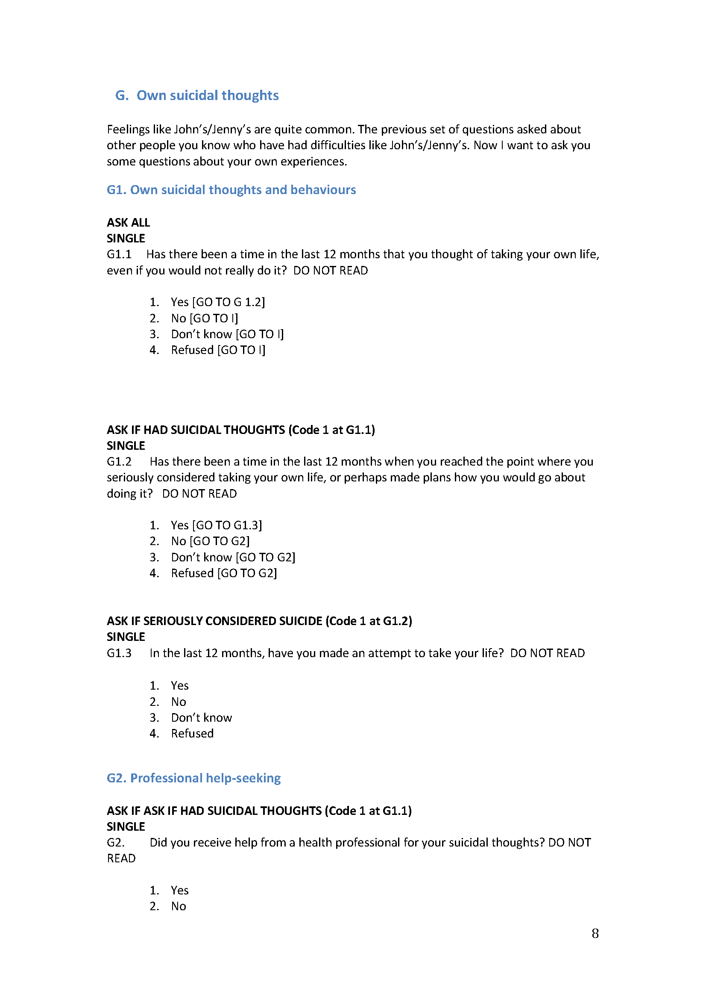 G. Own suicidal thoughts
Feelings like John’s/Jenny’s are quite common. The previous set of questions asked about
other people you know who have had difficulties like John’s/Jenny’s. Now I want to ask you
some questions about your own experiences.
G1. Own suicidal thoughts and behaviours
ASK ALL
SINGLE
G1.1 Has there been a time in the last 12 months that you thought of taking your own life,
even if you would not really do it? DO NOT READ
1. Yes [GO TO G 1.2]
2. No [GO TO I]
3. Don’t know [GO TO I]
4. Refused [GO TO I]
ASK IF HAD SUICIDAL THOUGHTS (Code 1 at G1.1)
SINGLE
G1.2 Has there been a time in the last 12 months when you reached the point where you
seriously considered taking your own life, or perhaps made plans how you would go about
doing it? DO NOT READ
1. Yes [GO TO G1.3]
2. No [GO TO G2]
3. Don’t know [GO TO G2]
4. Refused [GO TO G2]
ASK IF SERIOUSLY CONSIDERED SUICIDE (Code 1 at G1.2)
SINGLE
G1.3 In the last 12 months, have you made an attempt to take your life? DO NOT READ
1. Yes
2. No
3. Don’t know
4. Refused
G2. Professional help-seeking
ASK IF ASK IF HAD SUICIDAL THOUGHTS (Code 1 at G1.1)
SINGLE
G2. Did you receive help from a health professional for your suicidal thoughts? DO NOT
READ
1. Yes
2. No
8